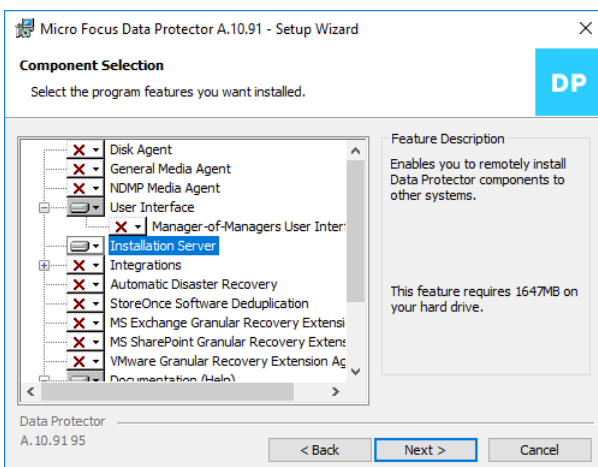 Micro Focus Data Protector A.10.91 - Setup Wizard
Component Selection
Select the program features you want installed.
DP
Disk Agent
General Media Agent
NDMP Media Agent
User Interface
Manager-of-Managers User Inter
Installation Server
Integrations
Automatic Disaster Recovery
StoreOnce Software Deduplication
MS Exchange Granular Recovery Extensi
MS SharePoint Granular Recovery Extens
VMware Granular Recovery Extension Ag
Documentation (Help)
Feature Description
Enables you to remotely install
Data Protector components to
other systems.
This feature requires 1647MB on
your hard drive.
Data Protector
A.10.91 95
< Back
Next >
Cancel